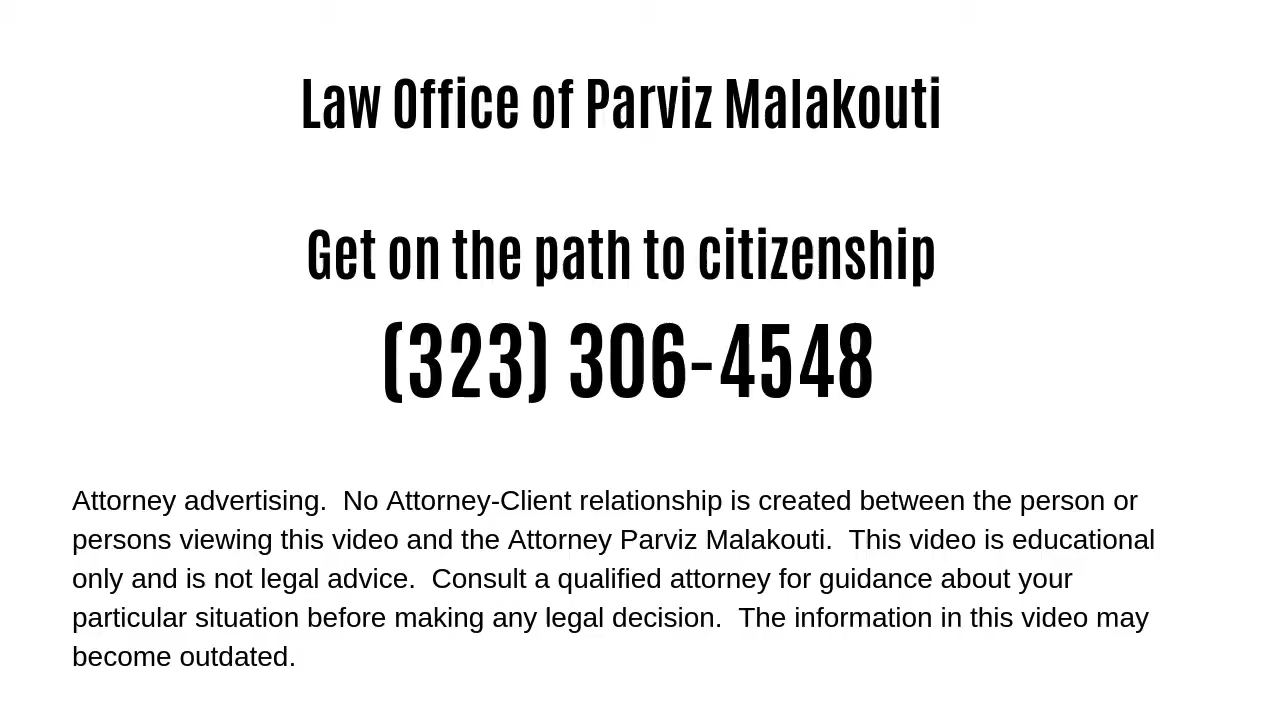 Law Office of Parviz Malakouti
Get on the path to citizenship
(323) 306-4548
Attorney advertising.  No Attorney-Client relationship is created between the person or
persons viewing this video and the Attorney Parviz Malakouti.  This video is educational
only and is not legal advice.  Consult a qualified attorney for guidance about your
particular situation before making any legal decision.  The information in this video may
become outdated.